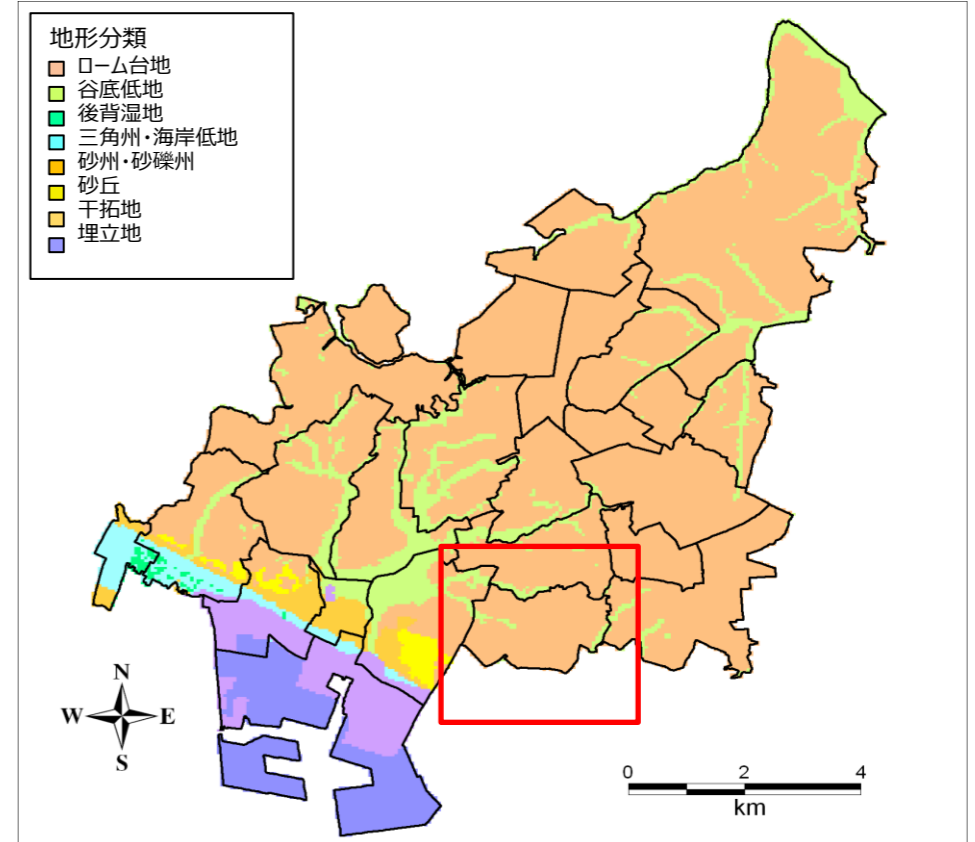 地形分類
ローム台地
谷底低地
後背湿地
三角州・海岸低地
砂州・砂礫州
砂丘
干拓地
埋立地
N
W E
S
0 2 4
km